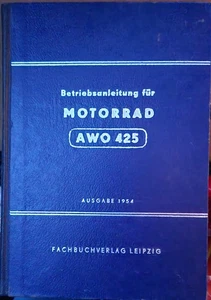 Betriebsanleitung für
MOTORRAD
AWO 425
AUSGABE 1954
FACHBUCHVERLAG LEIPZIG